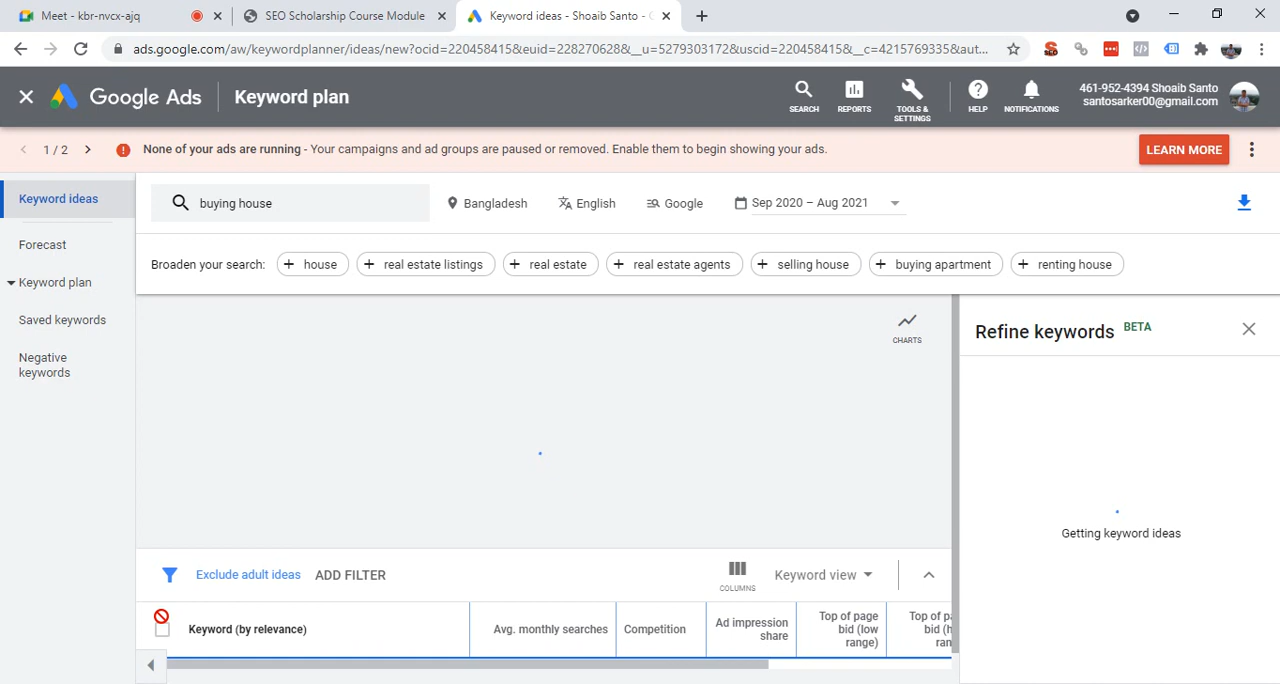 Meet - kbr-nvcx-ajq
SEO Scholarship Course Module
Keyword ideas - Shoaib Santo - G
ads.google.com/aw/keywordplanner/ideas/new?ocid=220458415&euid=228270628&__u=5279303172&uscid=220458415&__c=4215769335&aut...
Google Ads
Keyword plan
SEARCH
REPORTS
TOOLS &
SETTINGS
HELP
NOTIFICATIONS
461-952-4394 Shoaib Santo
santosarker00@gmail.com
1 / 2
None of your ads are running - Your campaigns and ad groups are paused or removed. Enable them to begin showing your ads.
LEARN MORE
Keyword ideas
Forecast
Keyword plan
Saved keywords
Negative
keywords
buying house
Bangladesh
English
Google
Sep 2020 – Aug 2021
Broaden your search:
+ house
+ real estate listings
+ real estate
+ real estate agents
+ selling house
+ buying apartment
+ renting house
CHARTS
Refine keywords BETA
Getting keyword ideas
Exclude adult ideas
ADD FILTER
COLUMNS
Keyword view
Keyword (by relevance)
Avg. monthly searches
Competition
Ad impression
share
Top of page
bid (low
range)
Top of pa
bid (h
ran